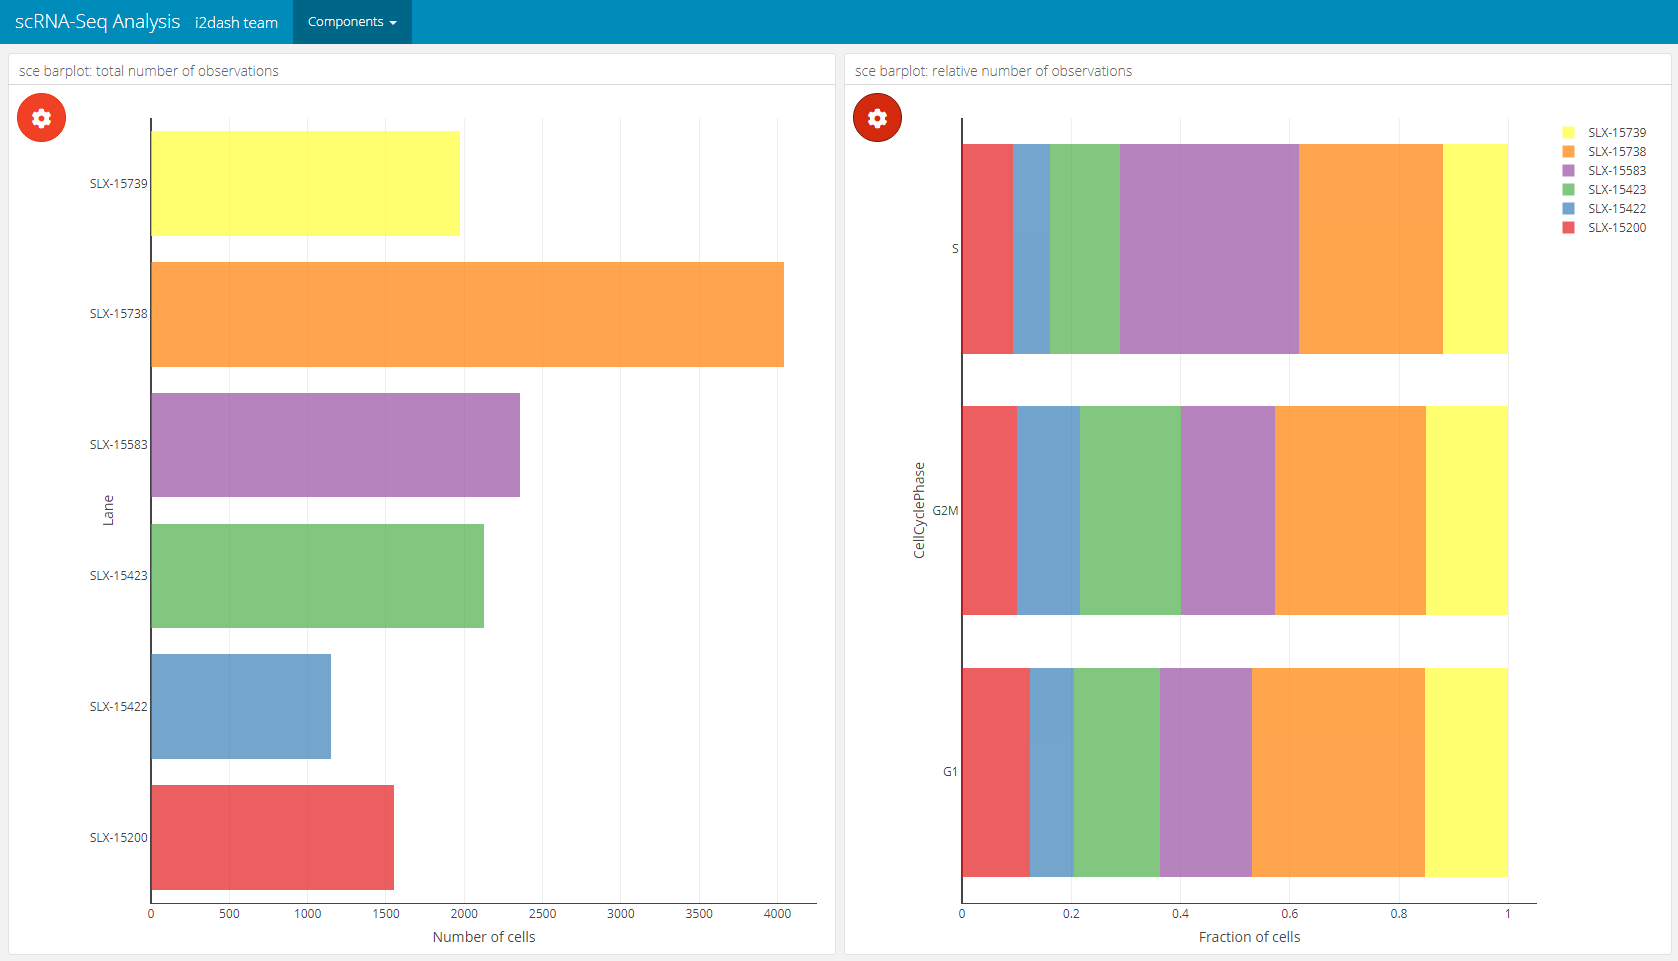 scRNA-Seq Analysis i2dash team Components
sce barplot: total number of observations
SLX-15739
SLX-15738
SLX-15583
SLX-15423
SLX-15422
SLX-15200
Lane
0 500 1000 1500 2000 2500 3000 3500 4000
Number of cells
sce barplot: relative number of observations
S
G2M
G1
CellCyclePhase
0 0.2 0.4 0.6 0.8 1
Fraction of cells
SLX-15739
SLX-15738
SLX-15583
SLX-15423
SLX-15422
SLX-15200